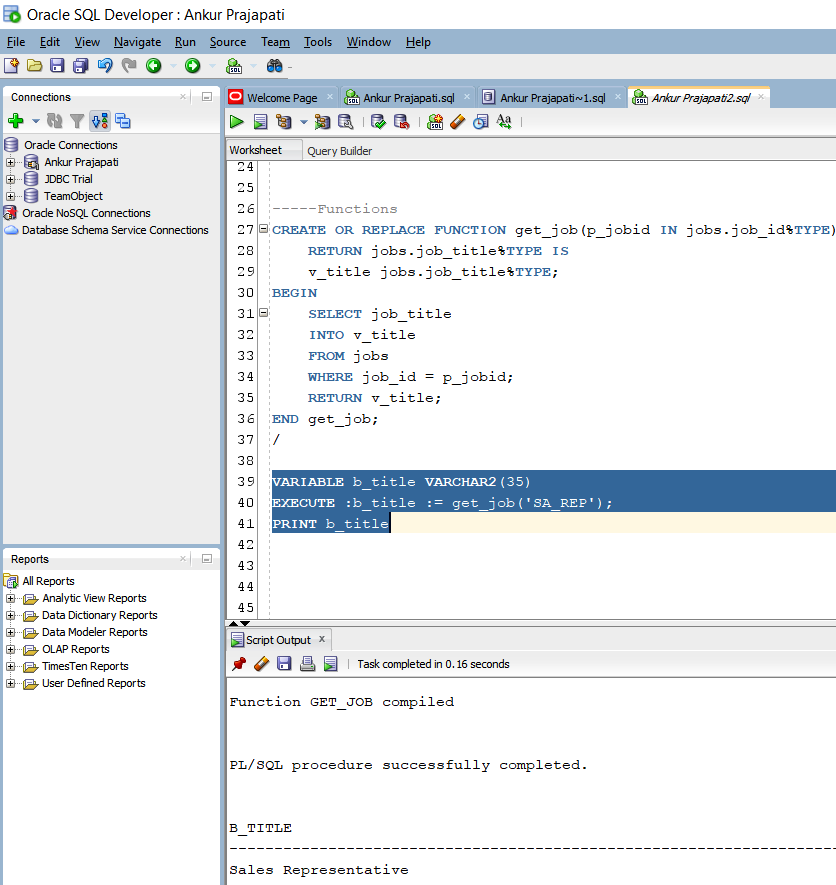 Oracle SQL Developer : Ankur Prajapati
File Edit View Navigate Run Source Team Tools Window Help
Connections
Oracle Connections
Ankur Prajapati
JDBC Trial
TeamObject
Oracle NoSQL Connections
Database Schema Service Connections
Reports
All Reports
Analytic View Reports
Data Dictionary Reports
Data Modeler Reports
OLAP Reports
TimesTen Reports
User Defined Reports
Welcome Page Ankur Prajapati.sql Ankur Prajapati~1.sql Ankur Prajapati2.sql
Worksheet Query Builder
24
25
26 -----Functions
27 CREATE OR REPLACE FUNCTION get_job(p_jobid IN jobs.job_id%TYPE)
28 RETURN jobs.job_title%TYPE IS
29 v_title jobs.job_title%TYPE;
30 BEGIN
31 SELECT job_title
32 INTO v_title
33 FROM jobs
34 WHERE job_id = p_jobid;
35 RETURN v_title;
36 END get_job;
37 /
38
39 VARIABLE b_title VARCHAR2(35)
40 EXECUTE :b_title := get_job('SA_REP');
41 PRINT b_title
42
43
44
45
Script Output x
Task completed in 0.16 seconds
Function GET_JOB compiled
PL/SQL procedure successfully completed.
B_TITLE
--------------------------------------------------------------------------------
Sales Representative